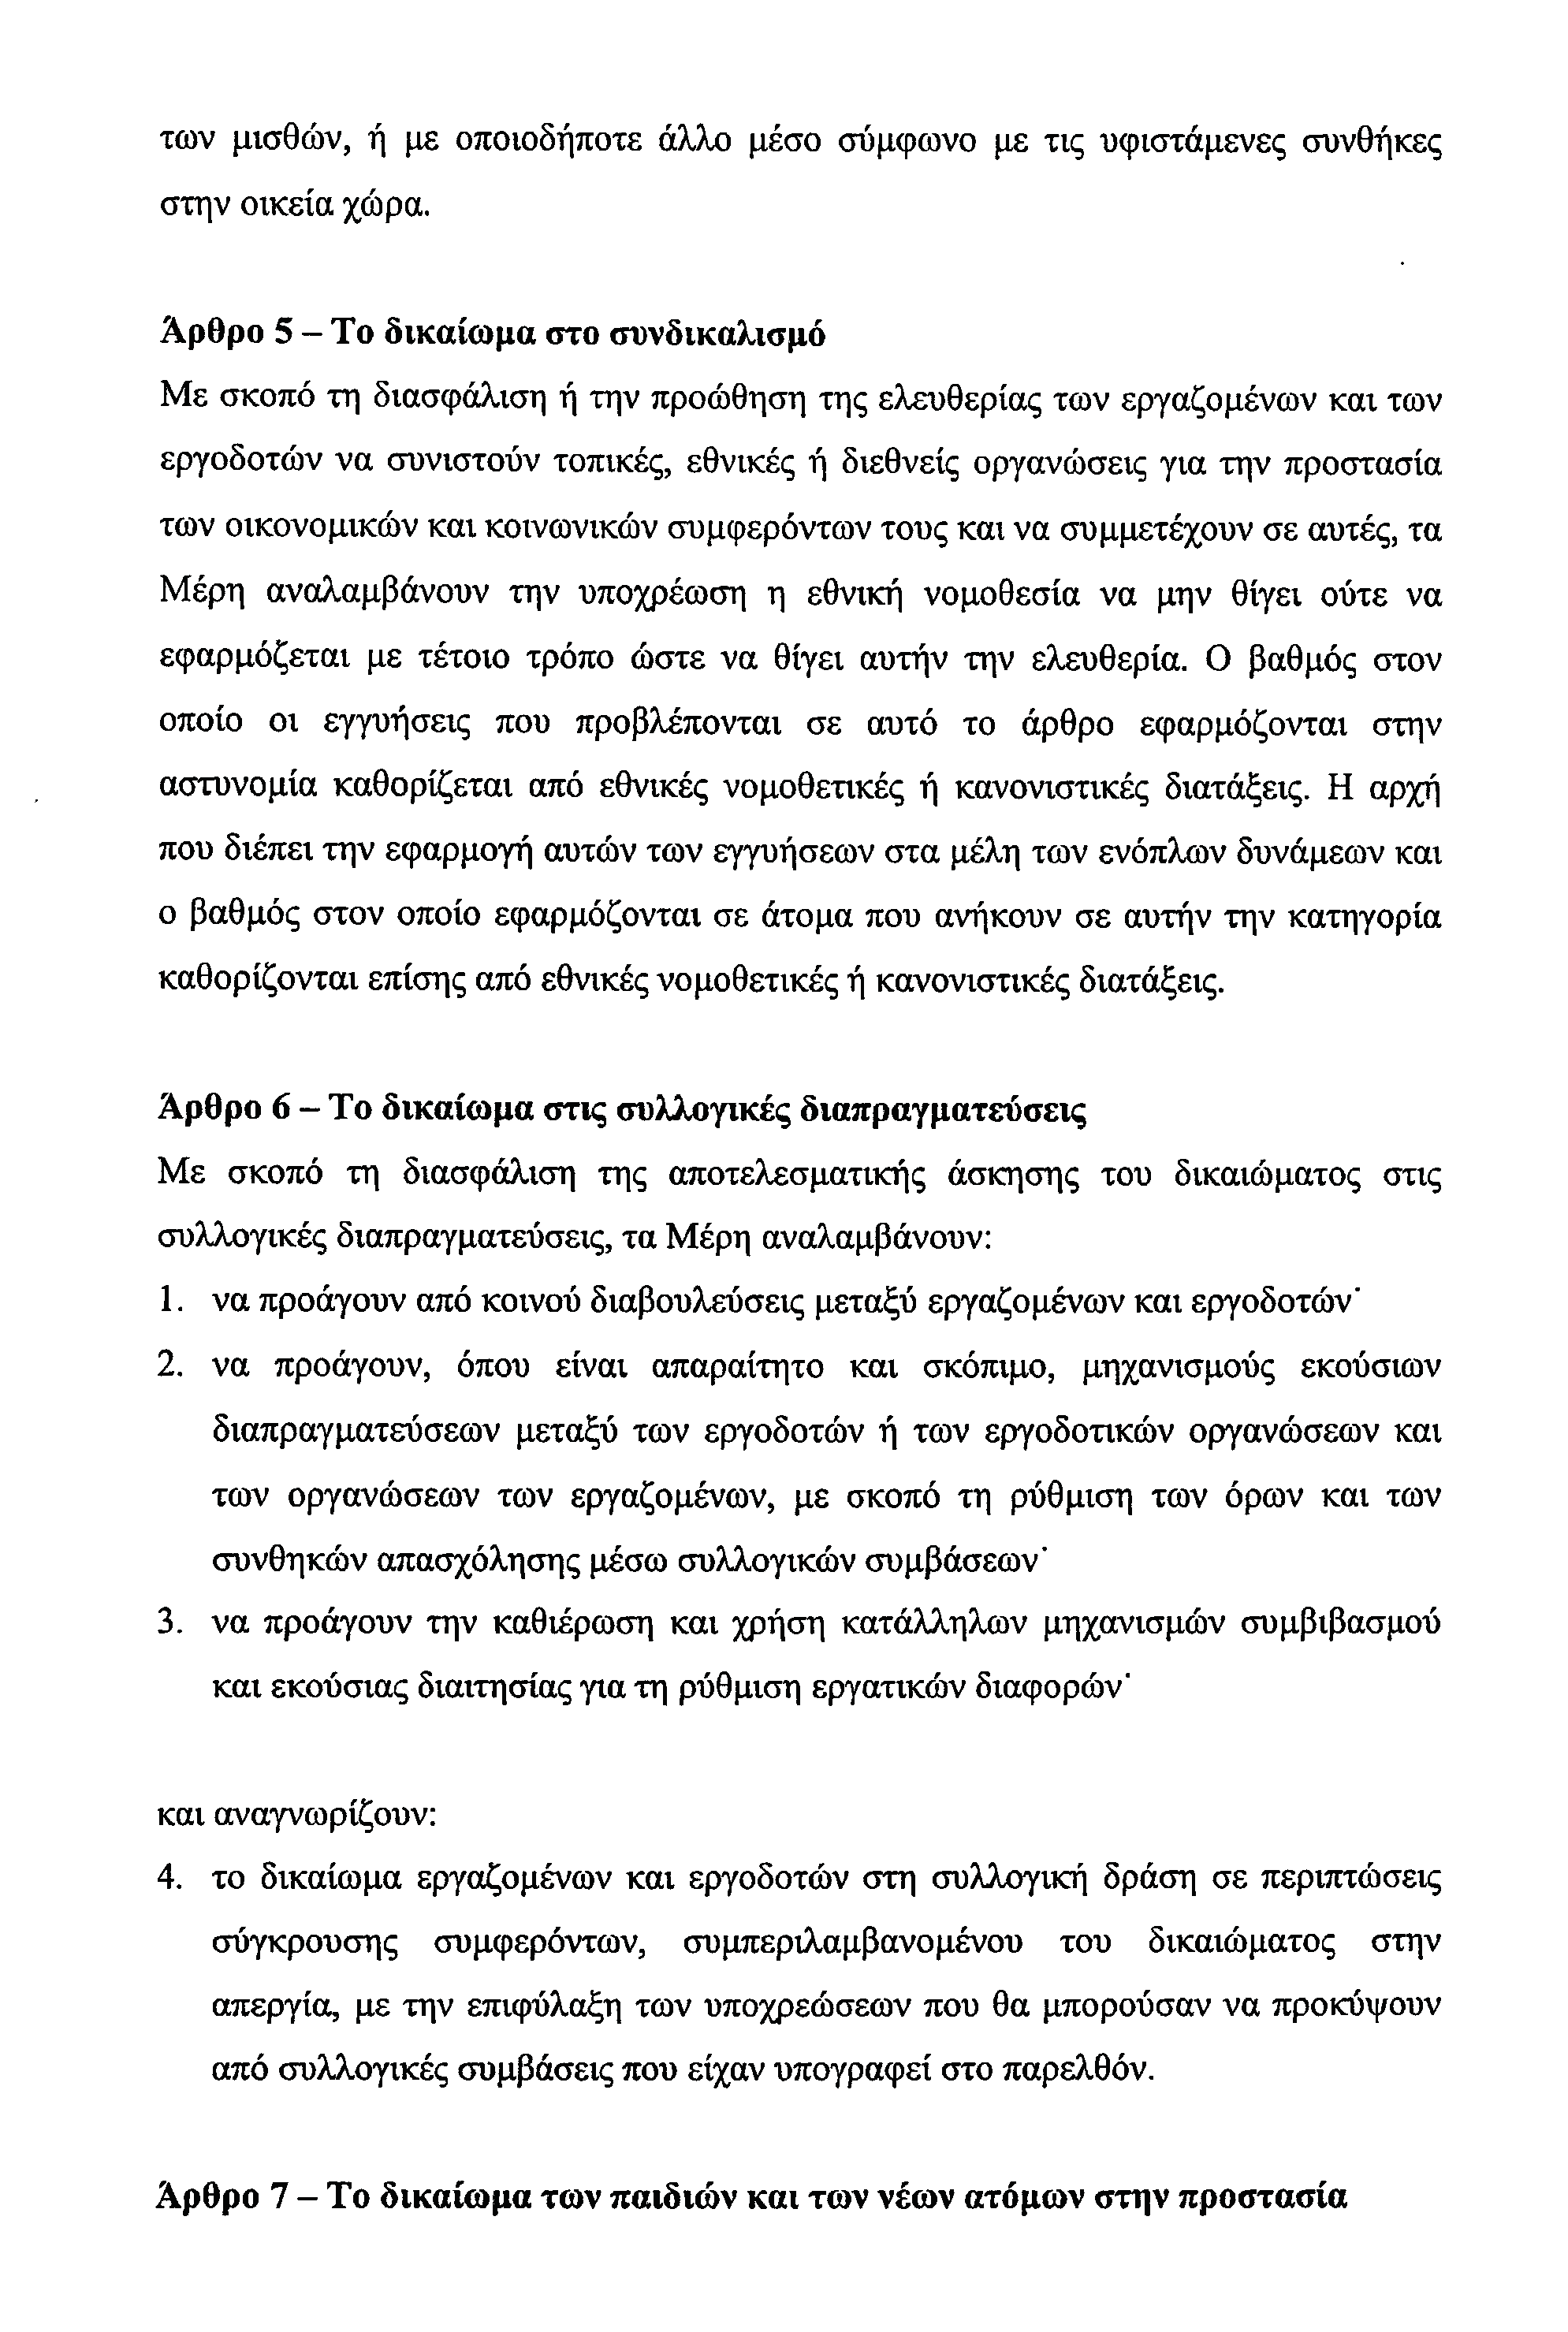 των μισθών, ή με οποιοδήποτε άλλο μέσο σύμφωνο με τις υφιστάμενες συνθήκες
στην οικεία χώρα.
Άρθρο 5 – Το δικαίωμα στο συνδικαλισμό
Με σκοπό τη διασφάλιση ή την προώθηση της ελευθερίας των εργαζομένων και των
εργοδοτών να συνιστούν τοπικές, εθνικές ή διεθνείς οργανώσεις για την προστασία
των οικονομικών και κοινωνικών συμφερόντων τους και να συμμετέχουν σε αυτές, τα
Μέρη αναλαμβάνουν την υποχρέωση η εθνική νομοθεσία να μην θίγει ούτε να
εφαρμόζεται με τέτοιο τρόπο ώστε να θίγει αυτήν την ελευθερία. Ο βαθμός στον
οποίο οι εγγυήσεις που προβλέπονται σε αυτό το άρθρο εφαρμόζονται στην
αστυνομία καθορίζεται από εθνικές νομοθετικές ή κανονιστικές διατάξεις. Η αρχή
που διέπει την εφαρμογή αυτών των εγγυήσεων στα μέλη των ενόπλων δυνάμεων και
ο βαθμός στον οποίο εφαρμόζονται σε άτομα που ανήκουν σε αυτήν την κατηγορία
καθορίζονται επίσης από εθνικές νομοθετικές ή κανονιστικές διατάξεις.
Άρθρο 6 – Το δικαίωμα στις συλλογικές διαπραγματεύσεις
Με σκοπό τη διασφάλιση της αποτελεσματικής άσκησης του δικαιώματος στις
συλλογικές διαπραγματεύσεις, τα Μέρη αναλαμβάνουν:
1. να προάγουν από κοινού διαβουλεύσεις μεταξύ εργαζομένων και εργοδοτών˙
2. να προάγουν, όπου είναι απαραίτητο και σκόπιμο, μηχανισμούς εκούσιων
διαπραγματεύσεων μεταξύ των εργοδοτών ή των εργοδοτικών οργανώσεων και
των οργανώσεων των εργαζομένων, με σκοπό τη ρύθμιση των όρων και των
συνθηκών απασχόλησης μέσω συλλογικών συμβάσεων˙
3. να προάγουν την καθιέρωση και χρήση κατάλληλων μηχανισμών συμβιβασμού
και εκούσιας διαιτησίας για τη ρύθμιση εργατικών διαφορών˙
και αναγνωρίζουν:
4. το δικαίωμα εργαζομένων και εργοδοτών στη συλλογική δράση σε περιπτώσεις
σύγκρουσης συμφερόντων, συμπεριλαμβανομένου του δικαιώματος στην
απεργία, με την επιφύλαξη των υποχρεώσεων που θα μπορούσαν να προκύψουν
από συλλογικές συμβάσεις που είχαν υπογραφεί στο παρελθόν.
Άρθρο 7 – Το δικαίωμα των παιδιών και των νέων ατόμων στην προστασία